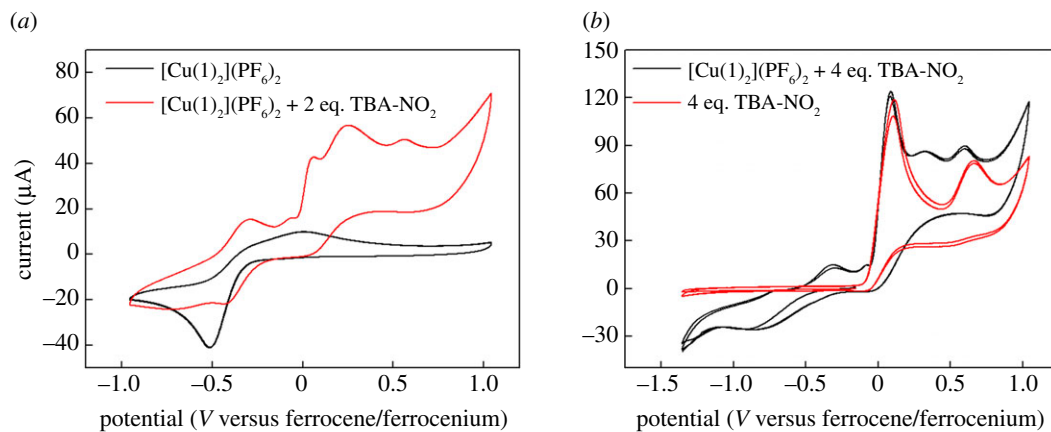 (a)
80
[Cu(1)₂](PF₆)₂
[Cu(1)₂](PF₆)₂ + 2 eq. TBA-NO₂
60
40
20
0
−20
−40
current (µA)
−1.0 −0.5 0 0.5 1.0
potential (V versus ferrocene/ferrocenium)
(b)
150
[Cu(1)₂](PF₆)₂ + 4 eq. TBA-NO₂
4 eq. TBA-NO₂
120
90
60
30
0
−30
−1.5 −1.0 −0.5 0 0.5 1.0
potential (V versus ferrocene/ferrocenium)